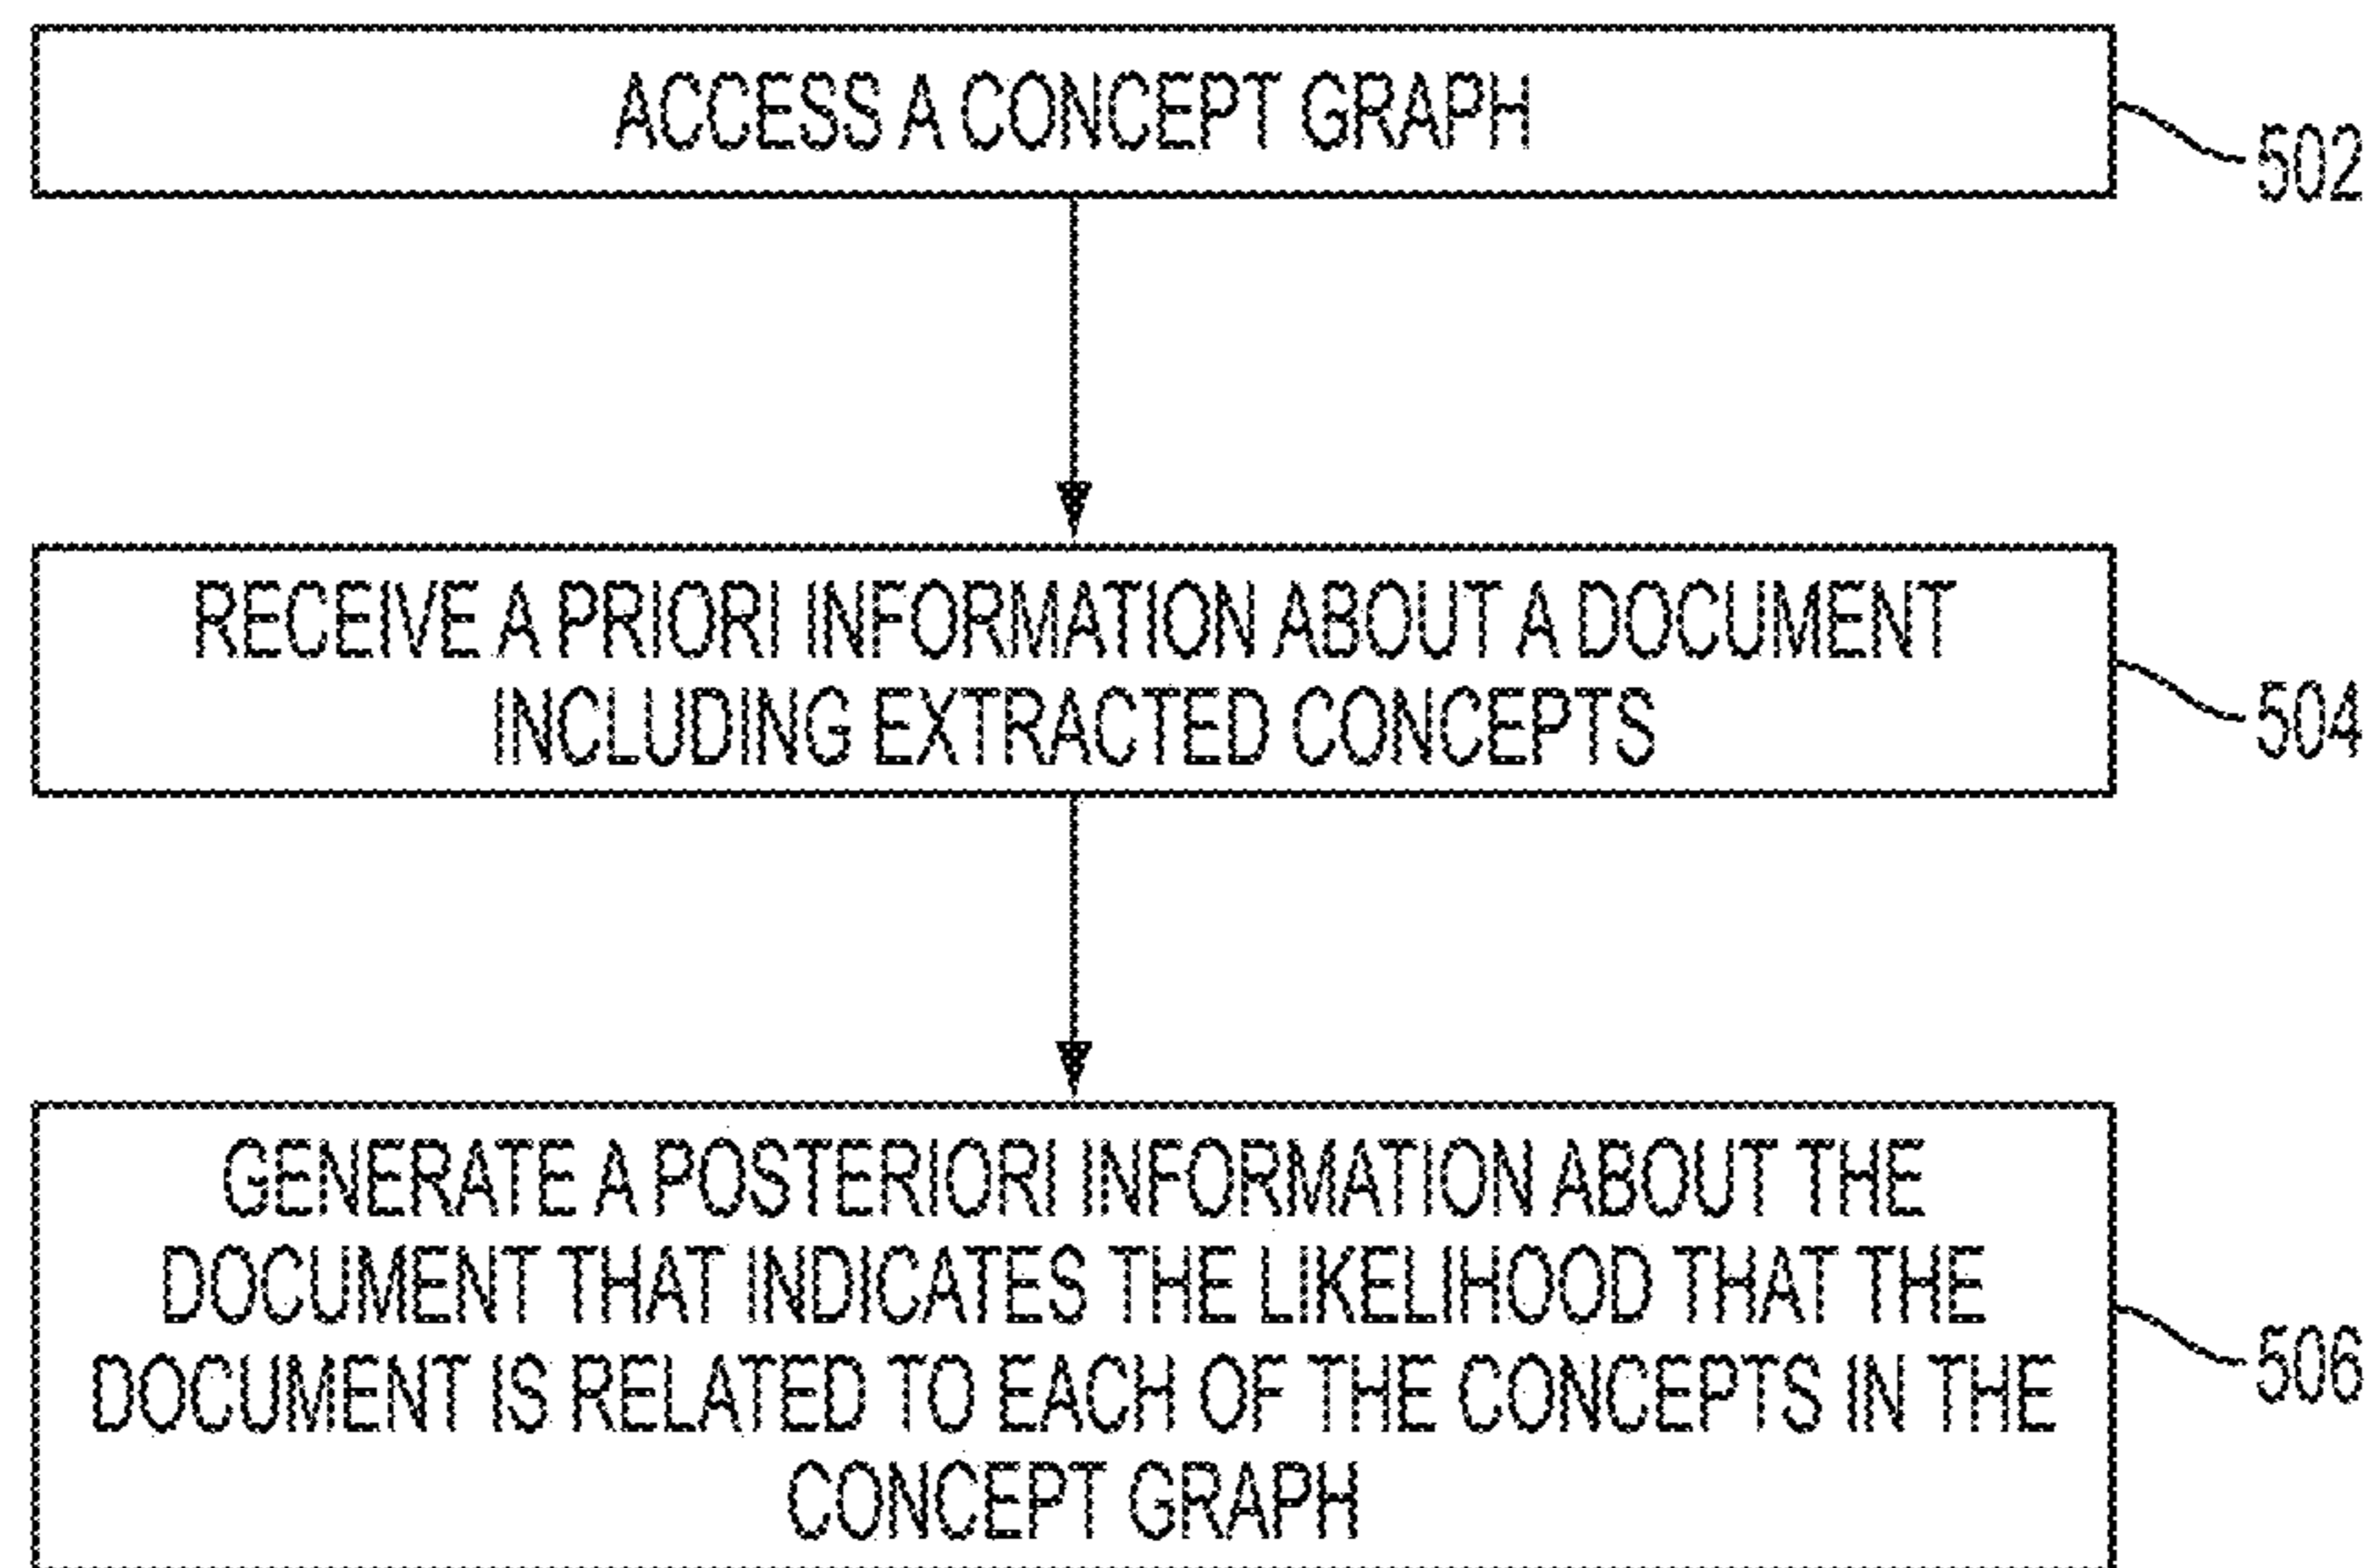 ACCESS A CONCEPT GRAPH
502
RECEIVE A PRIORI INFORMATION ABOUT A DOCUMENT
INCLUDING EXTRACTED CONCEPTS
504
GENERATE A POSTERIORI INFORMATION ABOUT THE
DOCUMENT THAT INDICATES THE LIKELIHOOD THAT THE
DOCUMENT IS RELATED TO EACH OF THE CONCEPTS IN THE
CONCEPT GRAPH
506